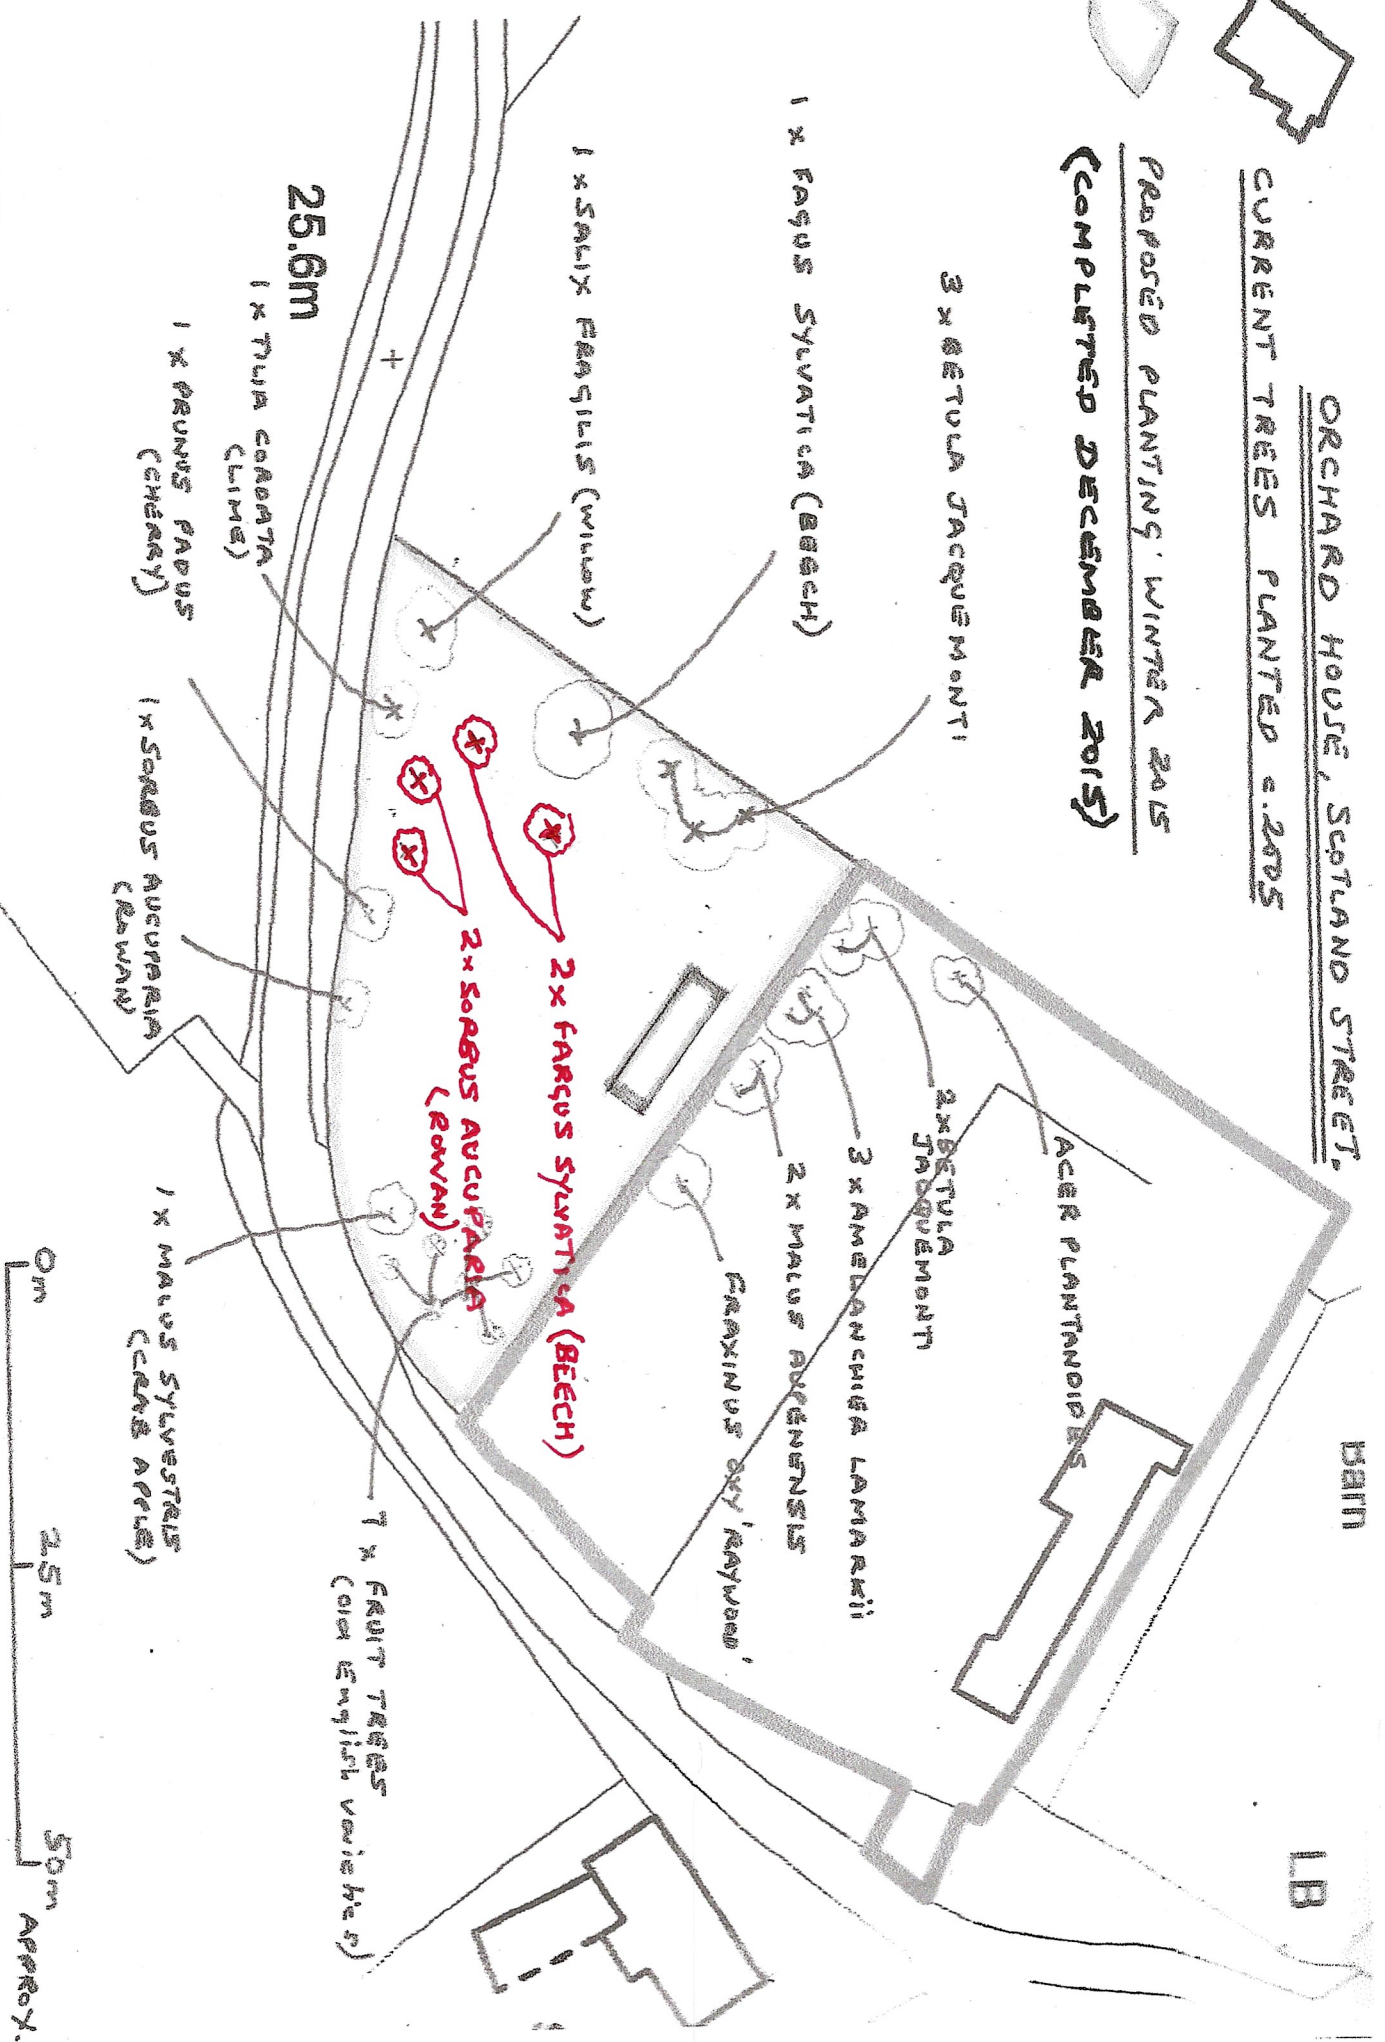 ORCHARD HOUSE, SCOTLAND STREET.
CURRENT TREES PLANTED c.2005
PROPOSED PLANTING WINTER 2015
(COMPLETED DECEMBER 2015)
Barn
LB
3 x BETULA JACQUEMONTI
ACER PLANTANOIDES
2 x BETULA
JACQUEMONTI
3 x AMELANCHIER LAMARKii
1 x FAGUS SYLVATICA (BEECH)
2 x MALUS AUPENENSIS
FRAXINUS OXY 'RAYWOOD'
1 x SALIX FRAGILIS (WILLOW)
2 x FARGUS SYLVATICA (BEECH)
2 x SORBUS AUCUPARIA
(ROWAN)
25.6m
1 x TILIA CORDATA
(LIME)
1 x PRUNUS PADUS
(CHERRY)
1 x SORBUS AUCUPARIA
(ROWAN)
1 x MALUS SYLVESTRIS
(CRAB APPLE)
7 x FRUIT TREES
(Old English varieties)
0m
25m
50m
APPROX.